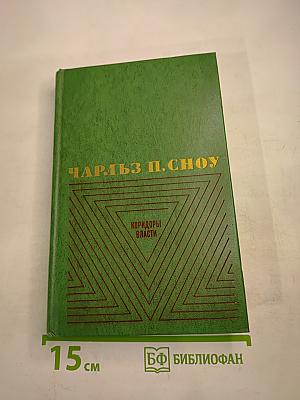 ЧАРЛЬЗ П. СНОУ
КОРИДОРЫ
ВЛАСТИ
15 см
БФ БИБЛИОФАН